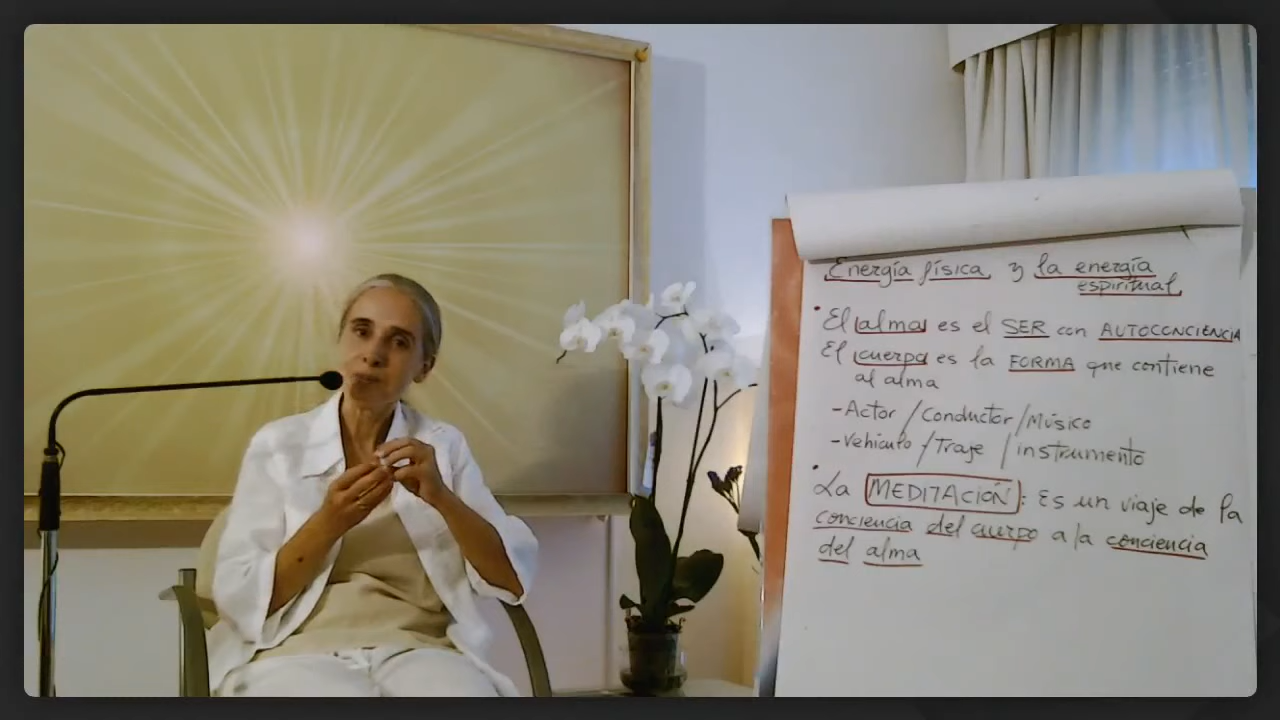 Energía física y la energía
espiritual
• El alma es el SER con AUTOCONCIENCIA
El cuerpo es la FORMA que contiene
al alma
- Actor / Conductor / Músico
- Vehículo / Traje / instrumento
• La MEDITACIÓN: Es un viaje de la
conciencia del cuerpo a la conciencia
del alma